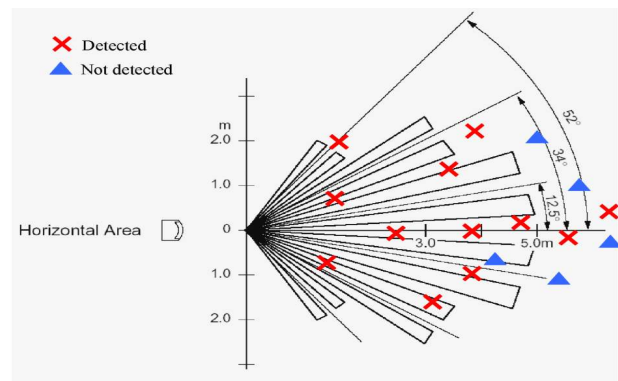 Detected
Not detected
m
2.0
1.0
0
1.0
2.0
Horizontal Area
3.0
5.0m
12.5°
34°
52°